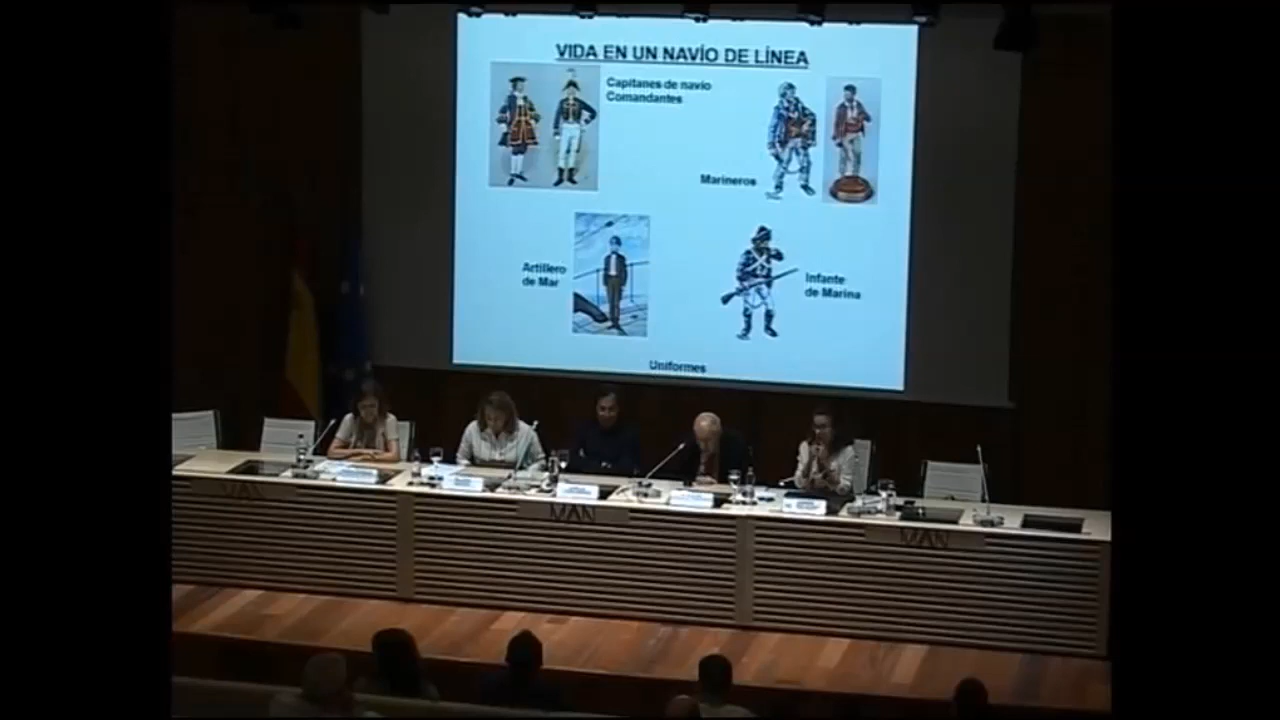 VIDA EN UN NAVÍO DE LÍNEA
Capitanes de navío
Comandantes
Marineros
Artillero
de Mar
Infante
de Marina
Uniformes
MAN
MAN
MAN